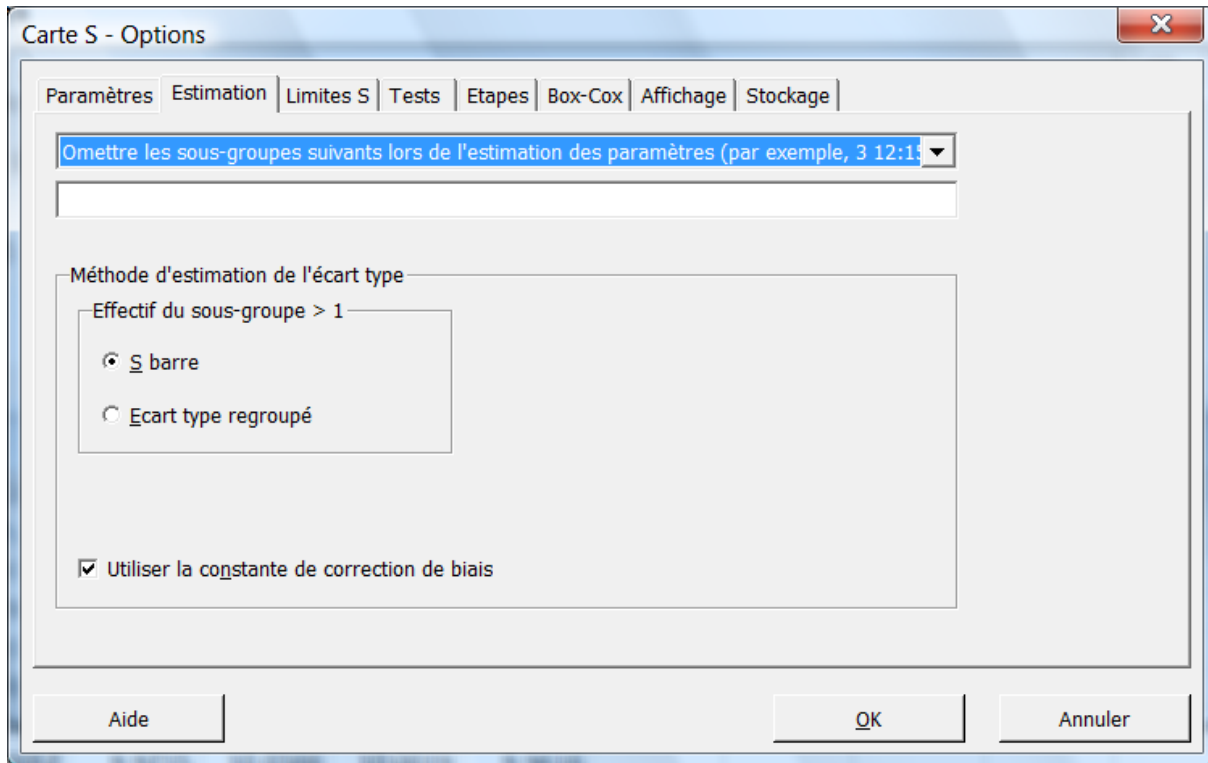 Carte S - Options
Paramètres Estimation Limites S Tests Etapes Box-Cox Affichage Stockage
Omettre les sous-groupes suivants lors de l'estimation des paramètres (par exemple, 3 12:15
Méthode d'estimation de l'écart type
Effectif du sous-groupe > 1
S barre
Ecart type regroupé
Utiliser la constante de correction de biais
Aide OK Annuler